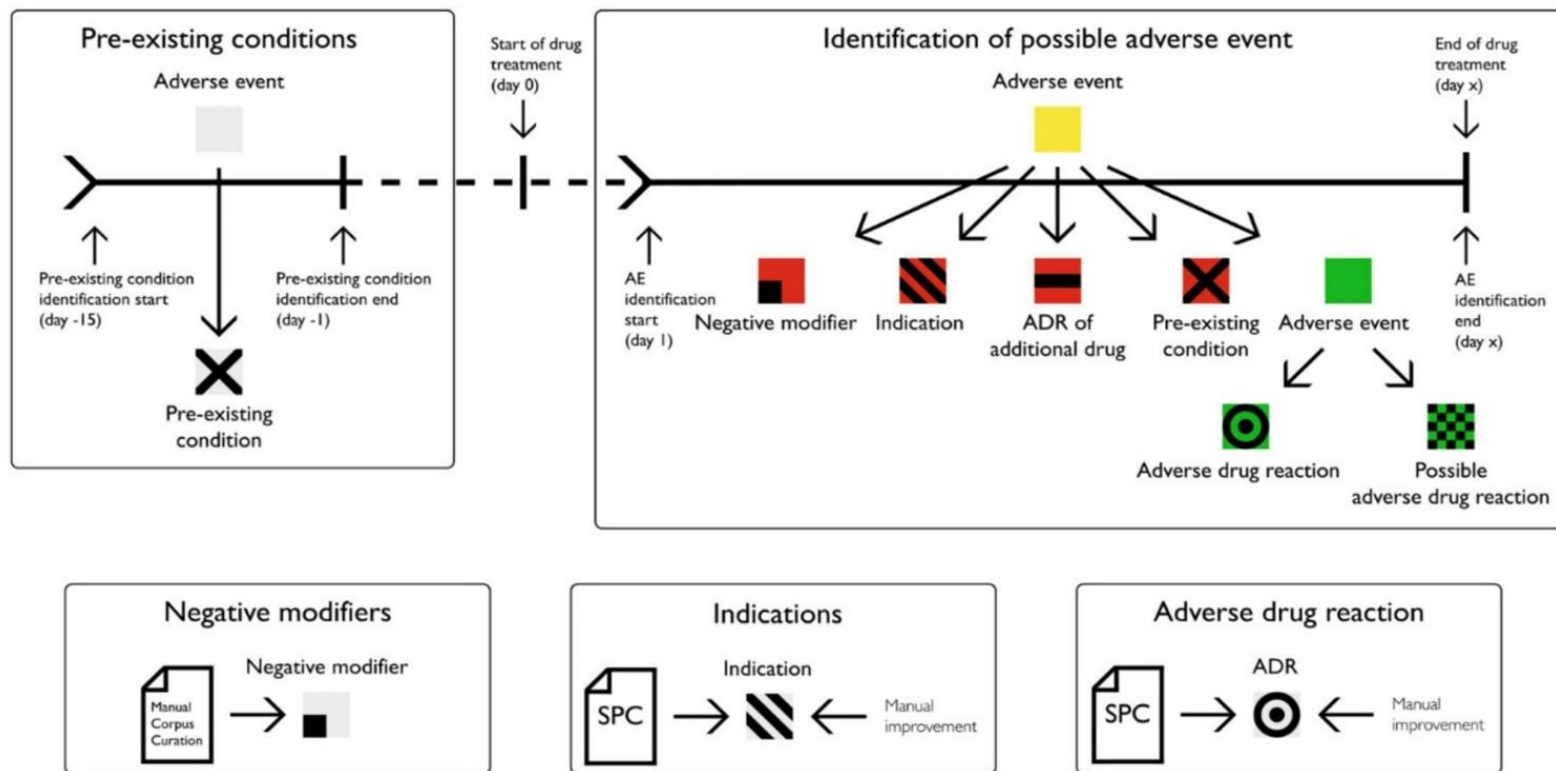 Pre-existing conditions
Adverse event
Pre-existing condition
identification start
(day -15)
Pre-existing condition
identification end
(day -1)
Pre-existing
condition
Start of drug
treatment
(day 0)
Identification of possible adverse event
Adverse event
End of drug
treatment
(day x)
AE
identification
start
(day 1)
Negative modifier
Indication
ADR of
additional drug
Pre-existing
condition
Adverse event
AE
identification
end
(day x)
Adverse drug reaction
Possible
adverse drug reaction
Negative modifiers
Negative modifier
Manual
Corpus
Curation
Indications
Indication
SPC
Manual
improvement
Adverse drug reaction
ADR
SPC
Manual
improvement